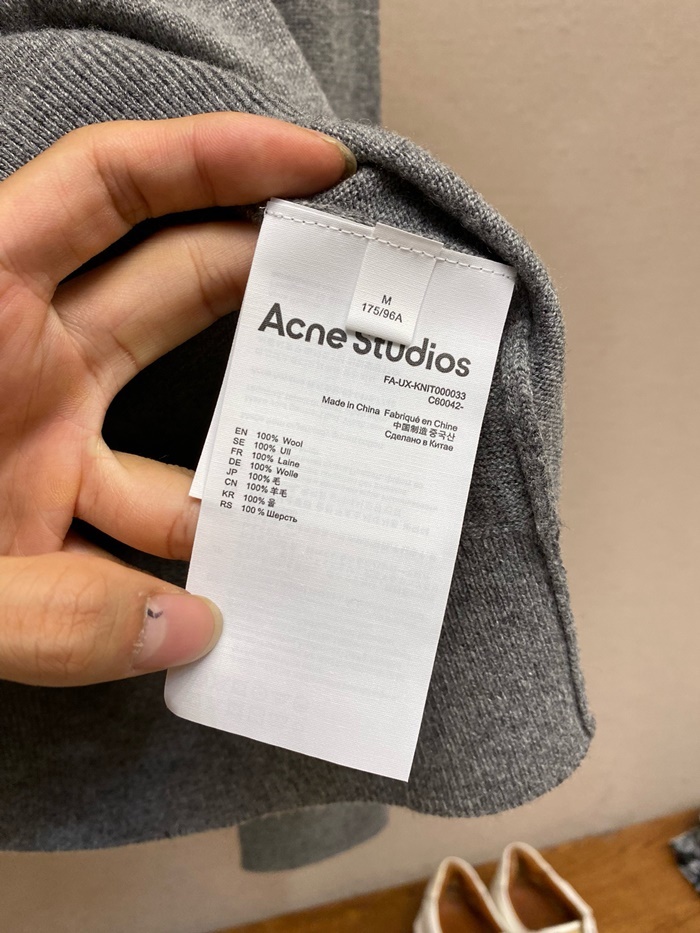 M
175/96A
Acne Studios
FA-UX-KNIT000033
C60042-
Made in China Fabriqué en Chine
中国制造 중국산
Сделано в Китае
EN 100% Wool
SE 100% Ull
FR 100% Laine
DE 100% Wolle
JP 100% 毛
CN 100% 羊毛
KR 100% 울
RS 100 % Шерсть